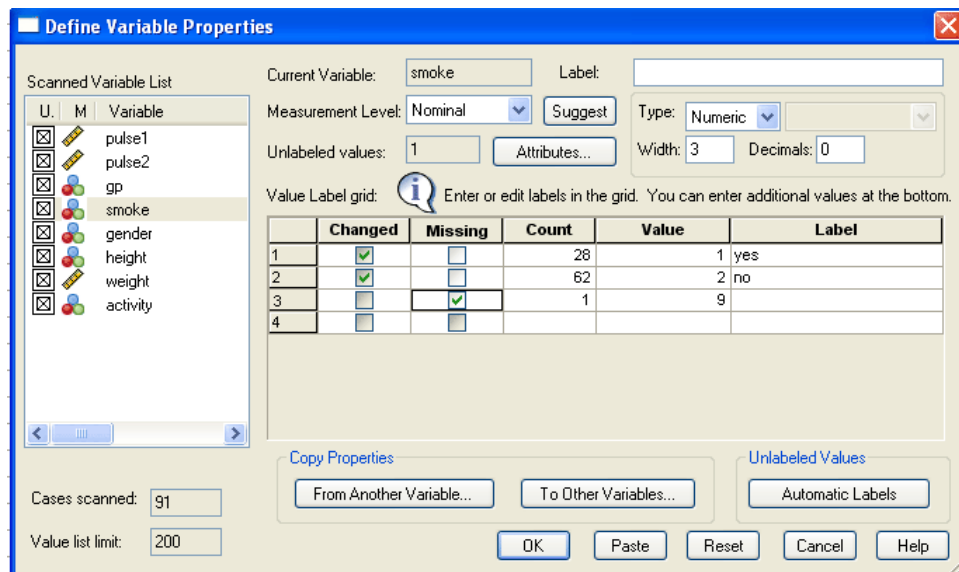 Define Variable Properties
Scanned Variable List
U. M Variable
pulse1
pulse2
gp
smoke
gender
height
weight
activity
Cases scanned: 91
Value list limit: 200
Current Variable: smoke Label:
Measurement Level: Nominal Suggest Type: Numeric
Unlabeled values: 1 Attributes... Width: 3 Decimals: 0
Value Label grid: i Enter or edit labels in the grid. You can enter additional values at the bottom.
Changed Missing Count Value Label
1 28 1 yes
2 62 2 no
3 1 9
4
Copy Properties Unlabeled Values
From Another Variable... To Other Variables... Automatic Labels
OK Paste Reset Cancel Help